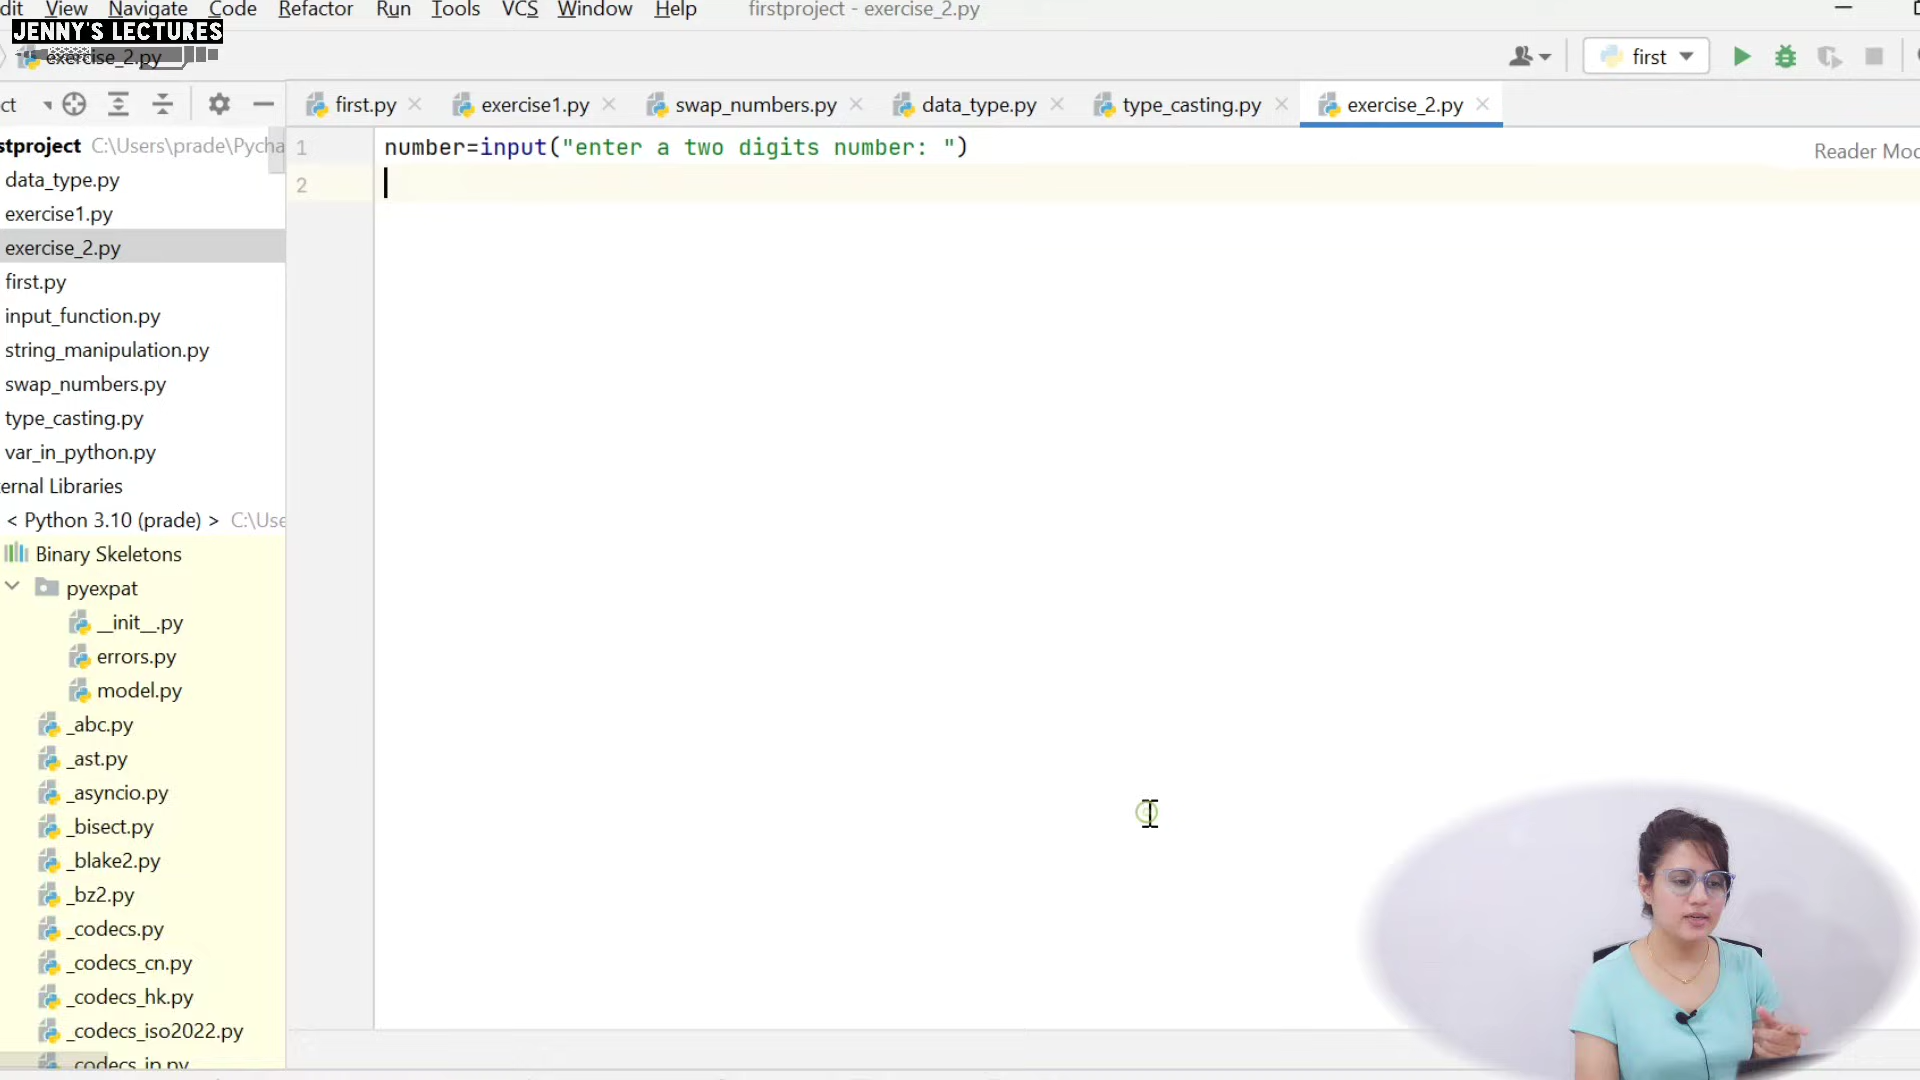 dit View Navigate Code Refactor Run Tools VCS Window Help firstproject - exercise_2.py
JENNY'S LECTURES
exercise_2.py
first
ct
first.py exercise1.py swap_numbers.py data_type.py type_casting.py exercise_2.py
stproject C:\Users\prade\Pycha
1 number=input("enter a two digits number: ")
Reader Mod
2
data_type.py
exercise1.py
exercise_2.py
first.py
input_function.py
string_manipulation.py
swap_numbers.py
type_casting.py
var_in_python.py
ernal Libraries
< Python 3.10 (prade) > C:\Use
Binary Skeletons
pyexpat
__init__.py
errors.py
model.py
_abc.py
_ast.py
_asyncio.py
_bisect.py
_blake2.py
_bz2.py
_codecs.py
_codecs_cn.py
_codecs_hk.py
_codecs_iso2022.py
_codecs_jp.py